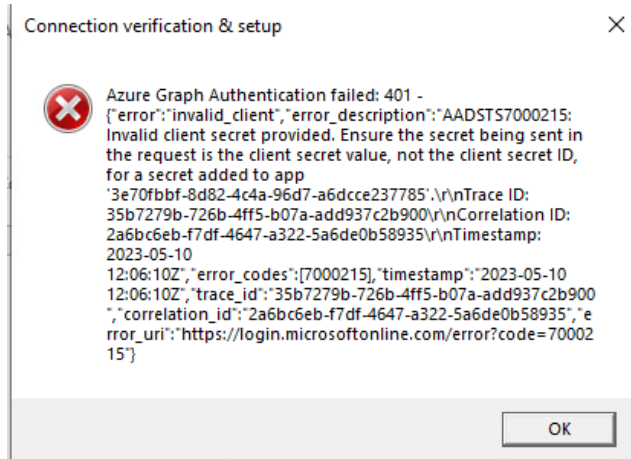 Connection verification & setup
Azure Graph Authentication failed: 401 -
{"error":"invalid_client","error_description":"AADSTS7000215:
Invalid client secret provided. Ensure the secret being sent in
the request is the client secret value, not the client secret ID,
for a secret added to app
'3e70fbbf-8d82-4c4a-96d7-a6dcce237785'.\r\nTrace ID:
35b7279b-726b-4ff5-b07a-add937c2b900\r\nCorrelation ID:
2a6bc6eb-f7df-4647-a322-5a6de0b58935\r\nTimestamp:
2023-05-10
12:06:10Z","error_codes":[7000215],"timestamp":"2023-05-10
12:06:10Z","trace_id":"35b7279b-726b-4ff5-b07a-add937c2b900
","correlation_id":"2a6bc6eb-f7df-4647-a322-5a6de0b58935","e
rror_uri":"https://login.microsoftonline.com/error?code=70002
15"}
OK